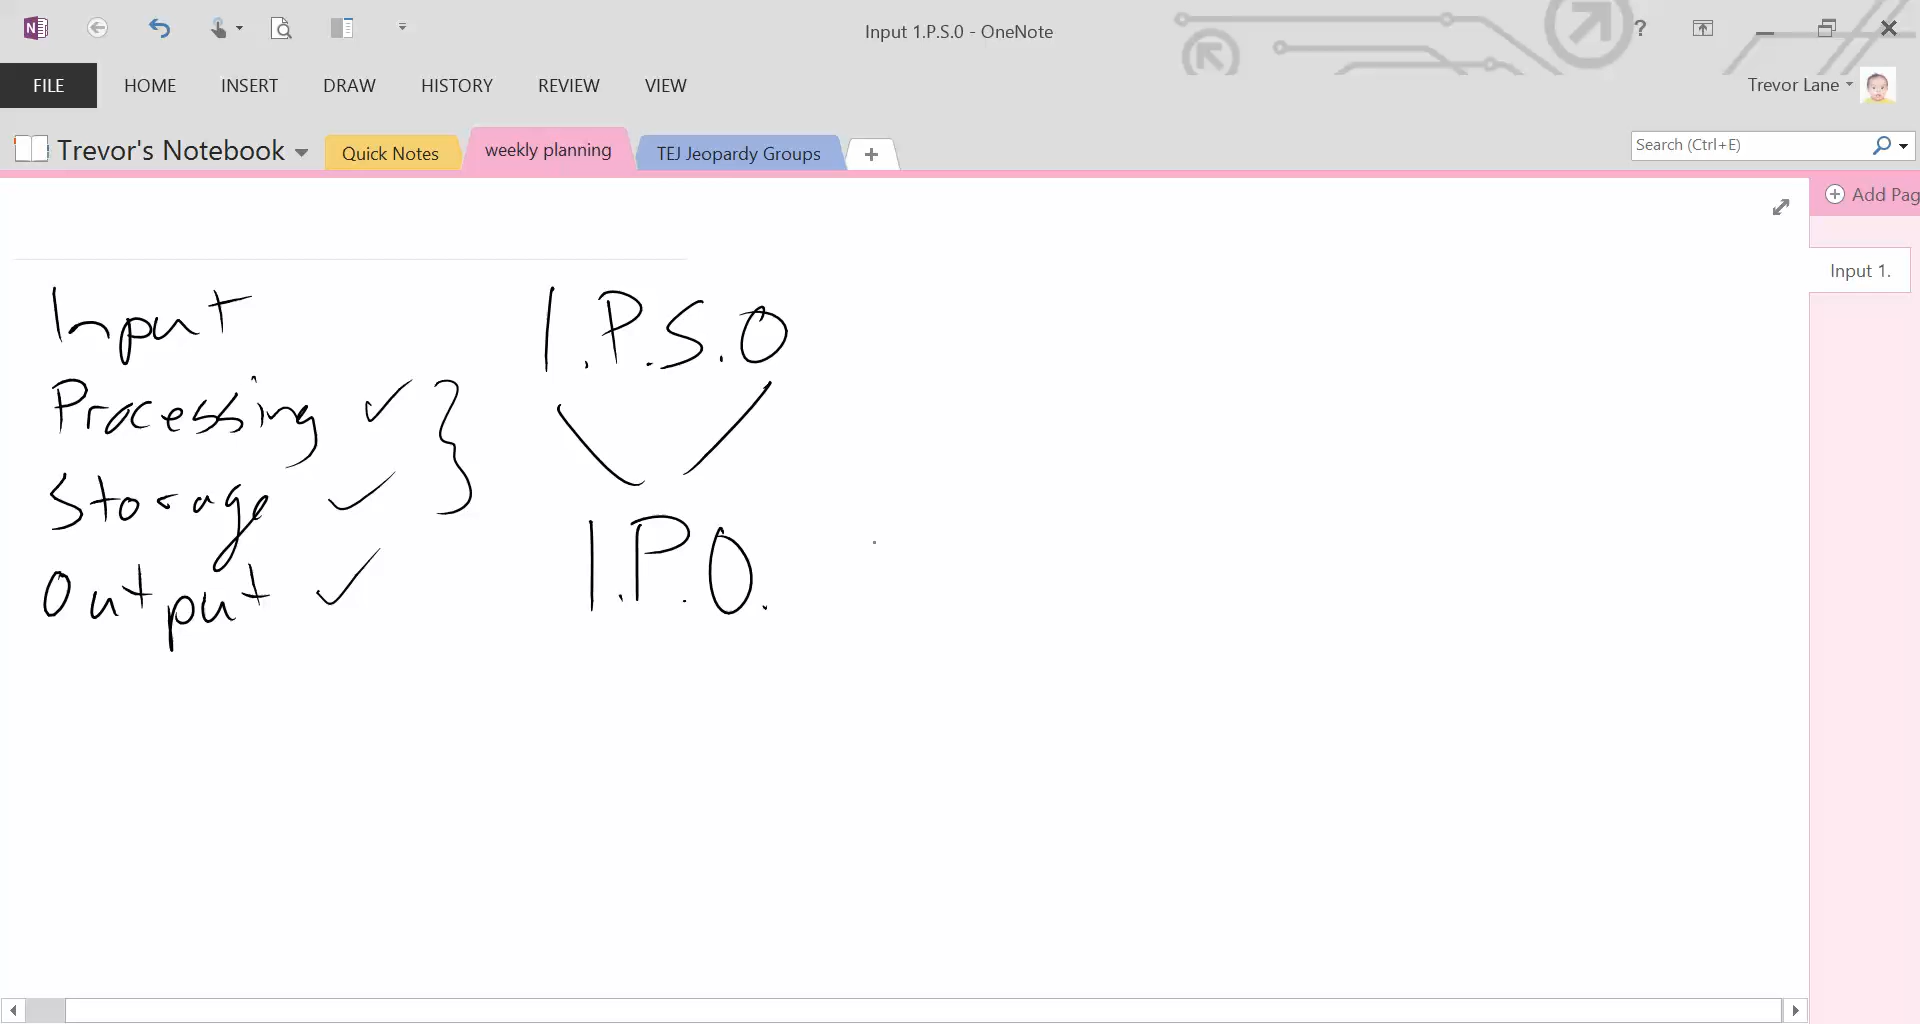 Input 1.P.S.0 - OneNote
FILE HOME INSERT DRAW HISTORY REVIEW VIEW
Trevor Lane
Trevor's Notebook Quick Notes weekly planning TEJ Jeopardy Groups +
Search (Ctrl+E)
Add Pag
Input 1.
Input
Processing ✓
Storage ✓
Output ✓
I.P.S.O
I.P.O.